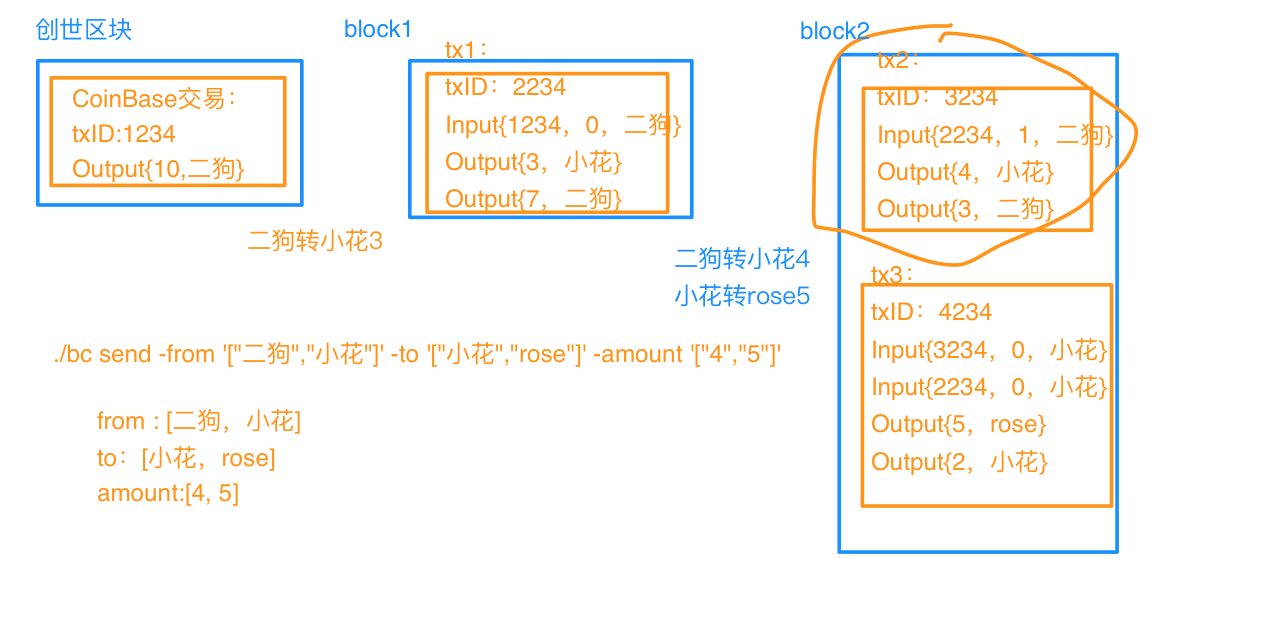 创世区块
CoinBase交易：
txID:1234
Output{10,二狗}
二狗转小花3
block1
tx1：
txID：2234
Input{1234，0，二狗}
Output{3，小花}
Output{7，二狗}
二狗转小花4
小花转rose5
block2
tx2：
txID：3234
Input{2234，1，二狗}
Output{4，小花}
Output{3，二狗}
tx3：
txID：4234
Input{3234，0，小花}
Input{2234，0，小花}
Output{5，rose}
Output{2，小花}
./bc send -from '["二狗","小花"]' -to '["小花","rose"]' -amount '["4","5"]'
from : [二狗，小花]
to：[小花，rose]
amount:[4, 5]